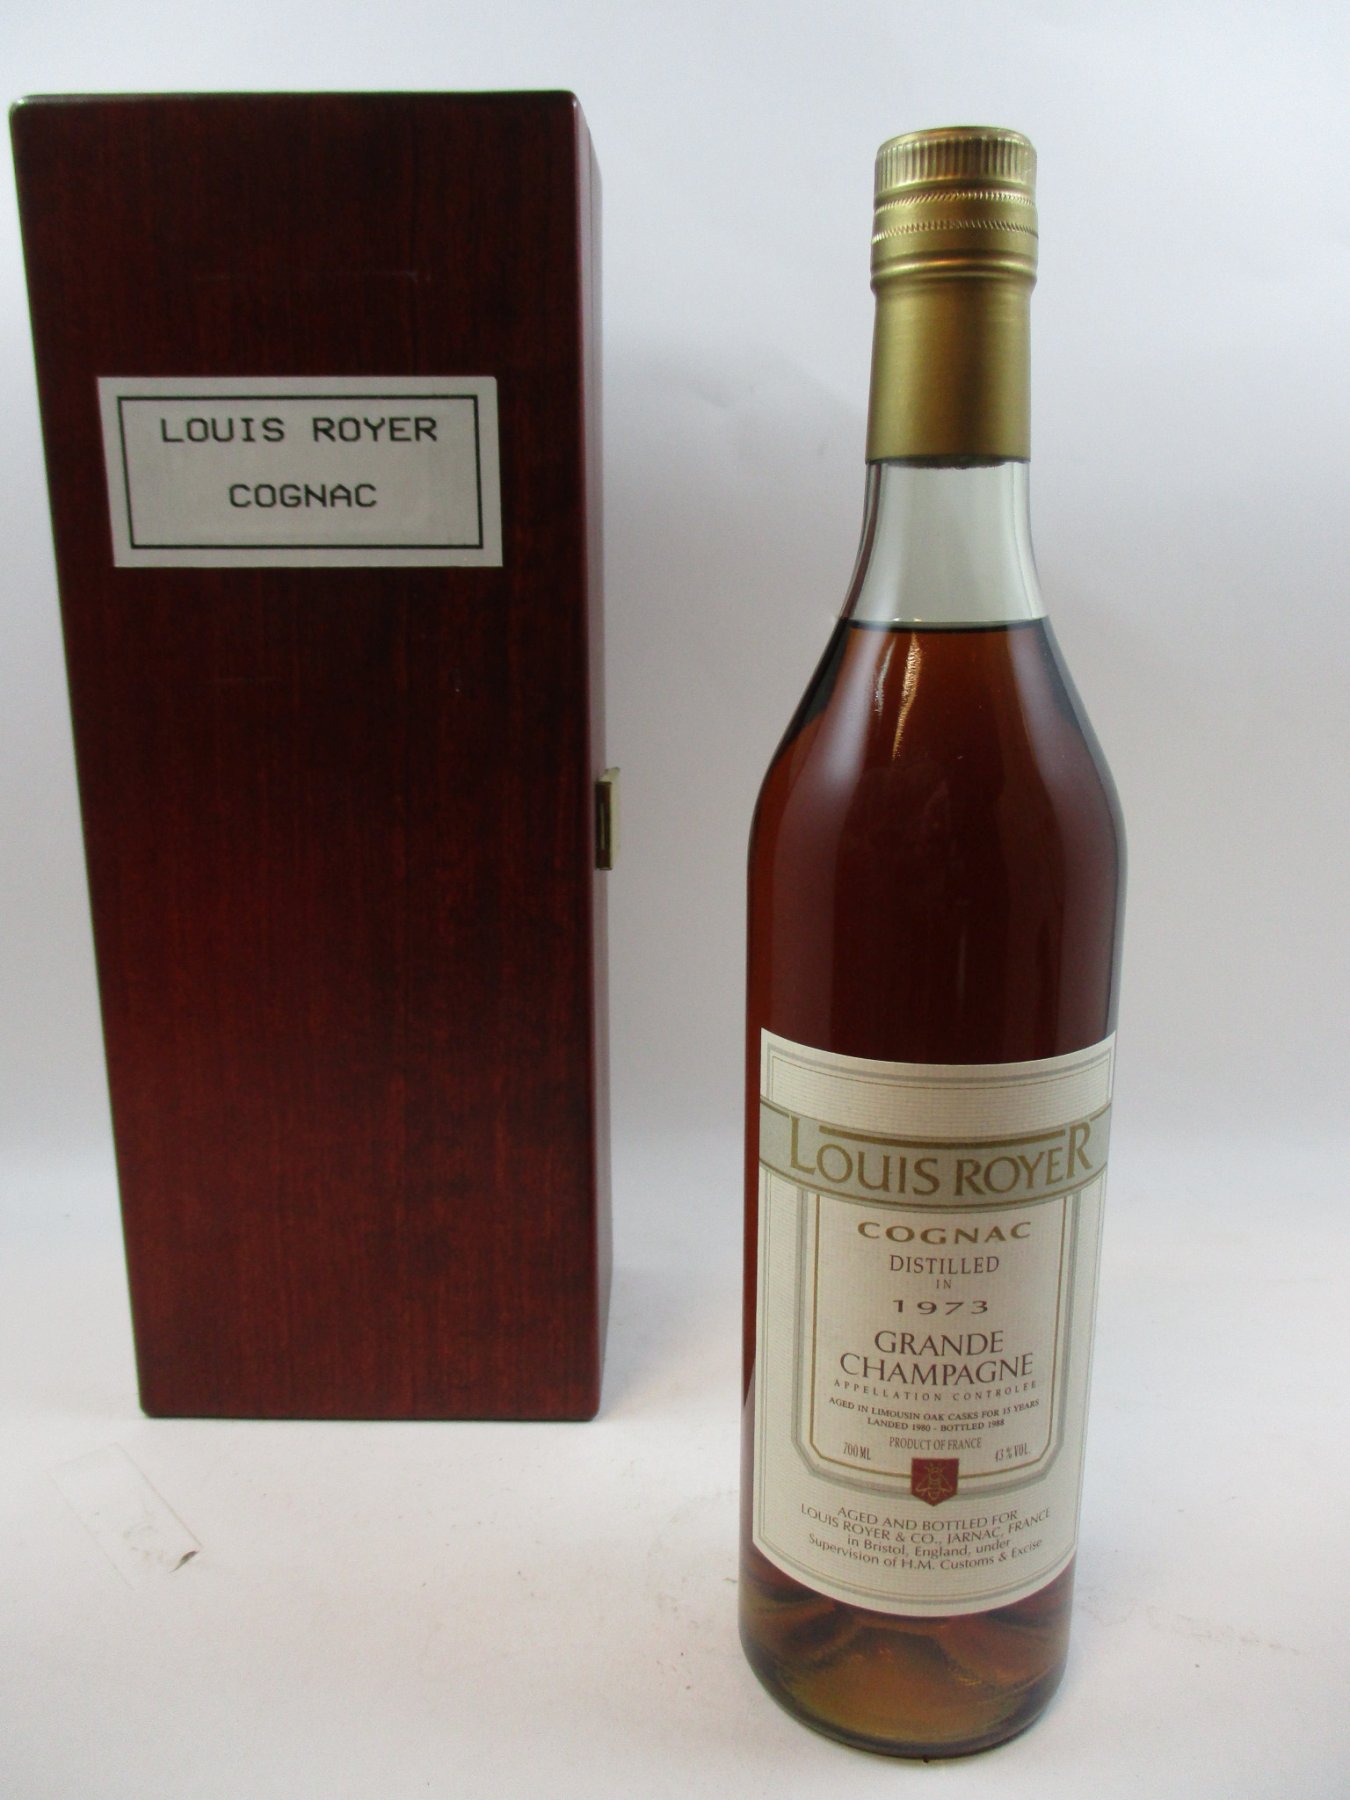 LOUIS ROYER
COGNAC
LOUIS ROYER
COGNAC
DISTILLED
IN
1973
GRANDE
CHAMPAGNE
APPELLATION CONTROLEE
AGED IN LIMOUSIN OAK CASKS FOR 15 YEARS
LANDED 1980 - BOTTLED 1988
PRODUCT OF FRANCE
700 ML 43 % VOL.
AGED AND BOTTLED FOR
LOUIS ROYER & CO., JARNAC, FRANCE
in Bristol, England, under
Supervision of H.M. Customs & Excise